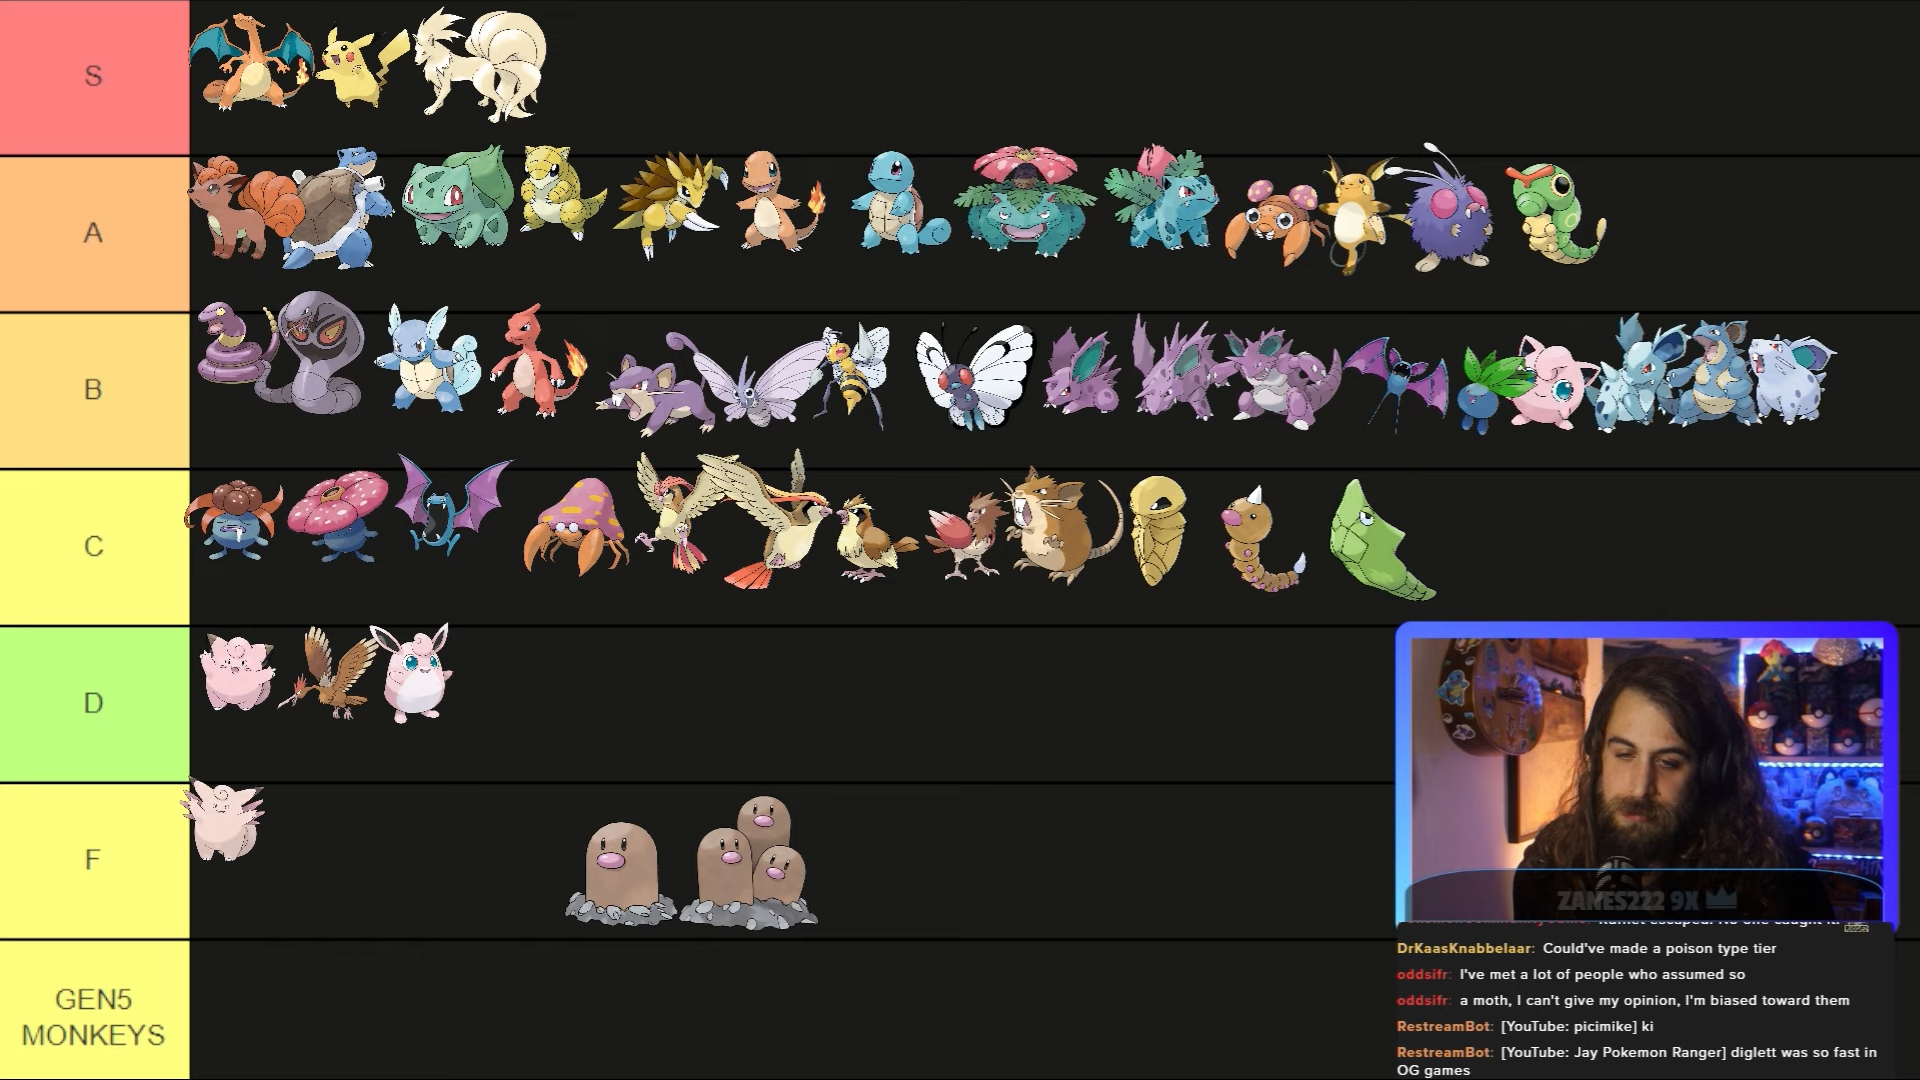 S
A
B
C
D
F
GEN5
MONKEYS
ZANES222 9X
DrKaasKnabbelaar: Could've made a poison type tier
oddsifr: I've met a lot of people who assumed so
oddsifr: a moth, I can't give my opinion, I'm biased toward them
RestreamBot: [YouTube: picimike] ki
RestreamBot: [YouTube: Jay Pokemon Ranger] diglett was so fast in
OG games